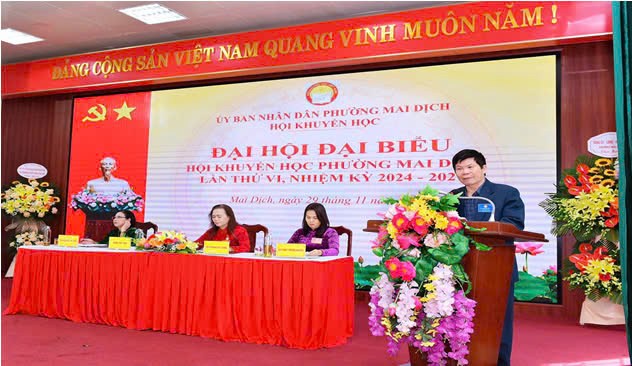 ĐẢNG CỘNG SẢN VIỆT NAM QUANG VINH MUÔN NĂM !
ỦY BAN NHÂN DÂN PHƯỜNG MAI DỊCH
HỘI KHUYẾN HỌC
ĐẠI HỘI ĐẠI BIỂU
HỘI KHUYẾN HỌC PHƯỜNG MAI
LẦN THỨ VI, NHIỆM KỲ 2024 -
Mai Dịch, ngày 29 tháng 11